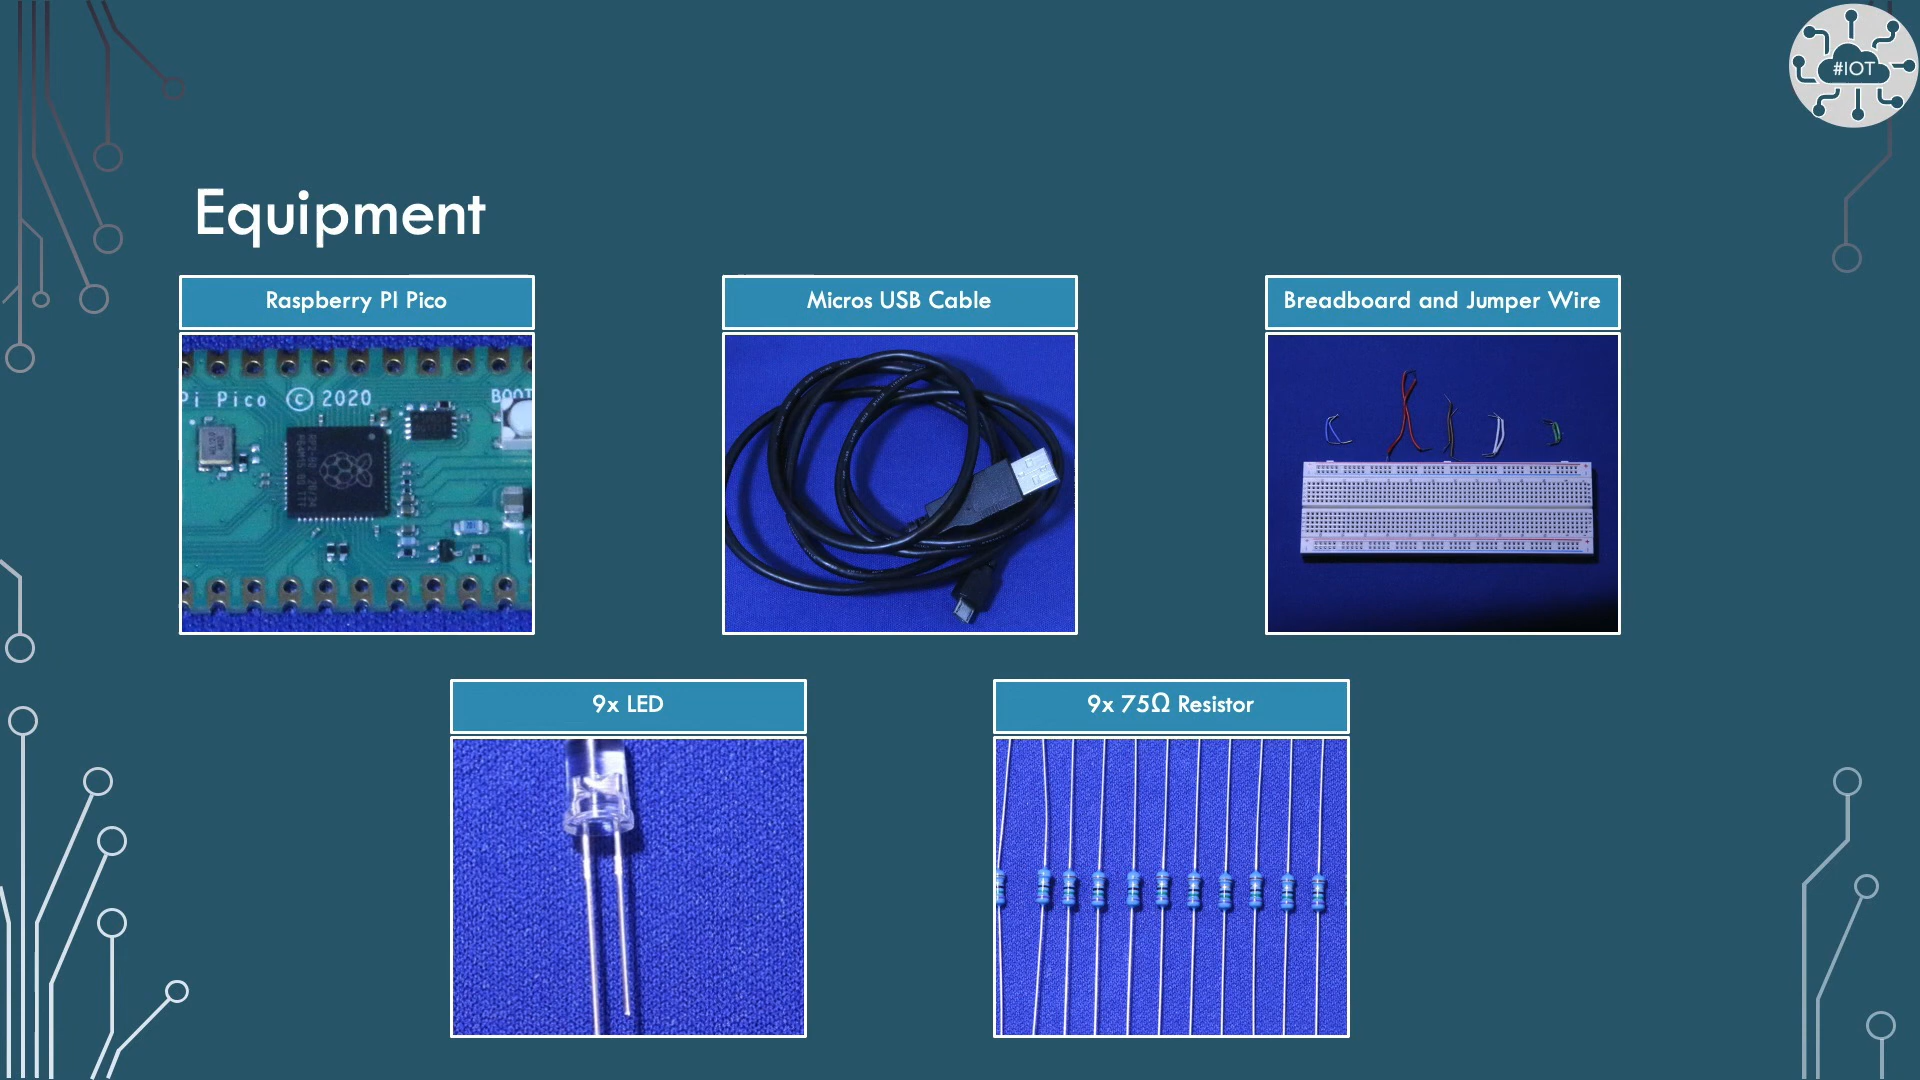 #IOT
Equipment
Raspberry PI Pico
Micros USB Cable
Breadboard and Jumper Wire
Pi Pico © 2020
BOOT
9x LED
9x 75Ω Resistor